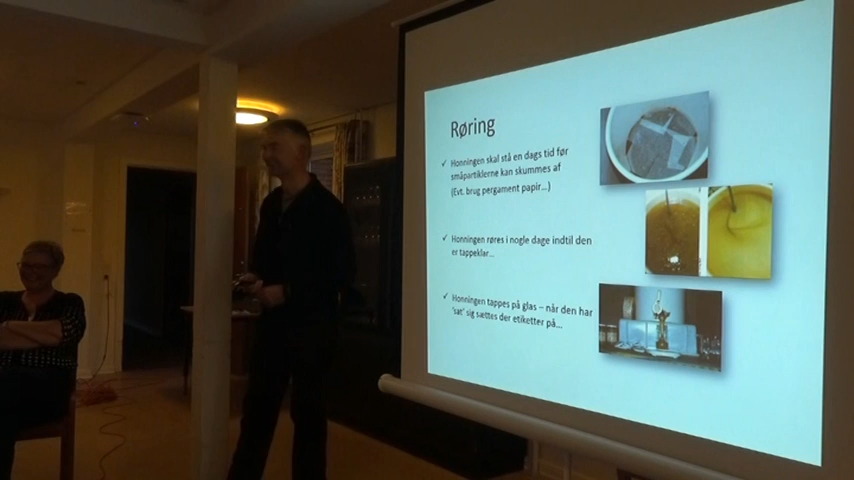 Røring
✓ Honningen skal stå en dags tid før
småpartiklerne kan skummes af
(Evt. brug pergament papir...)
✓ Honningen røres i nogle dage indtil den
er tappeklar...
✓ Honningen tappes på glas – når den har
'sat' sig sættes der etiketter på...